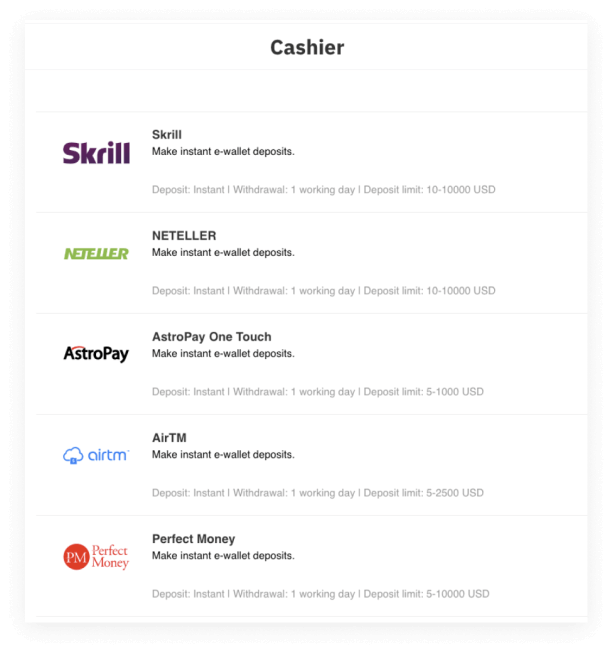 Cashier
Skrill
Skrill
Make instant e-wallet deposits.
Deposit: Instant | Withdrawal: 1 working day | Deposit limit: 10-10000 USD
NETELLER
NETELLER
Make instant e-wallet deposits.
Deposit: Instant | Withdrawal: 1 working day | Deposit limit: 10-10000 USD
AstroPay
AstroPay One Touch
Make instant e-wallet deposits.
Deposit: Instant | Withdrawal: 1 working day | Deposit limit: 5-1000 USD
airtm
AirTM
Make instant e-wallet deposits.
Deposit: Instant | Withdrawal: 1 working day | Deposit limit: 5-2500 USD
PM Perfect
Money
Perfect Money
Make instant e-wallet deposits.
Deposit: Instant | Withdrawal: 1 working day | Deposit limit: 5-10000 USD